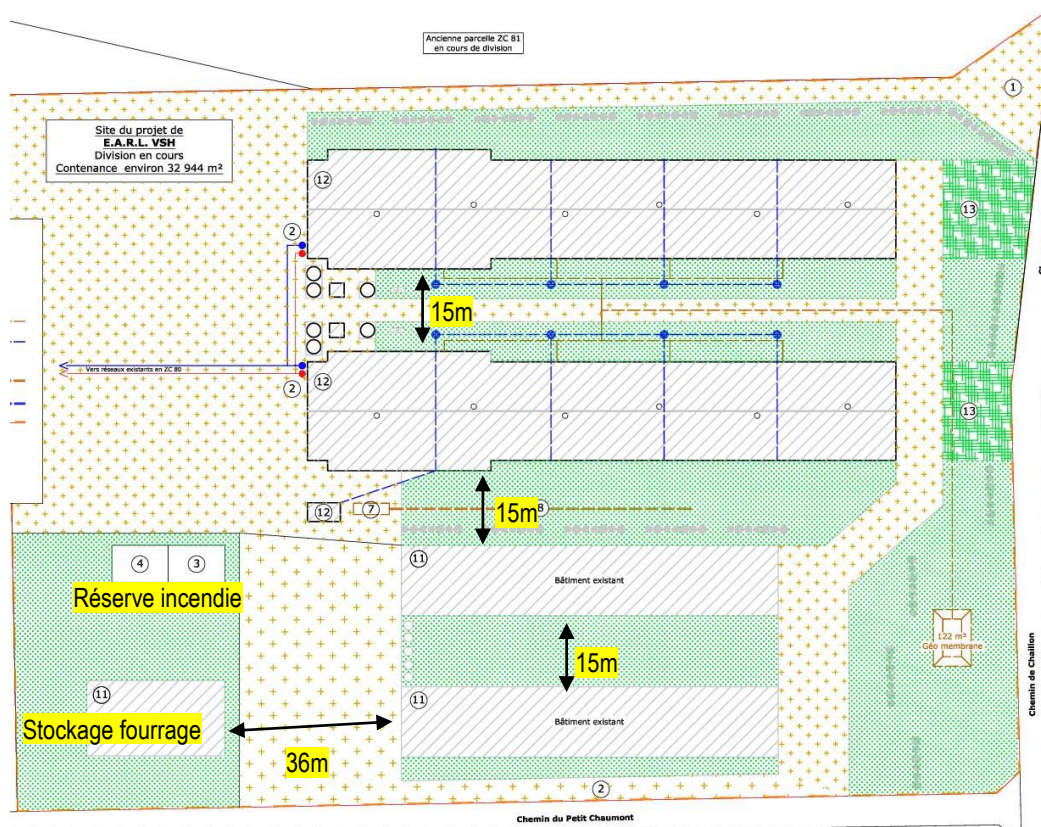 Ancienne parcelle ZC 81
en cours de division
1
Site du projet de
E.A.R.L. VSH
Division en cours
Contenance environ 32 944 m²
12
13
2
15m
Vers réseaux existants en ZC 80
12
2
13
15m
12
7
8
4
3
11
Bâtiment existant
Réserve incendie
122 m³
Géo membrane
15m
11
11
Stockage fourrage
Bâtiment existant
36m
2
Chemin de Chaillon
Chemin du Petit Chaumont